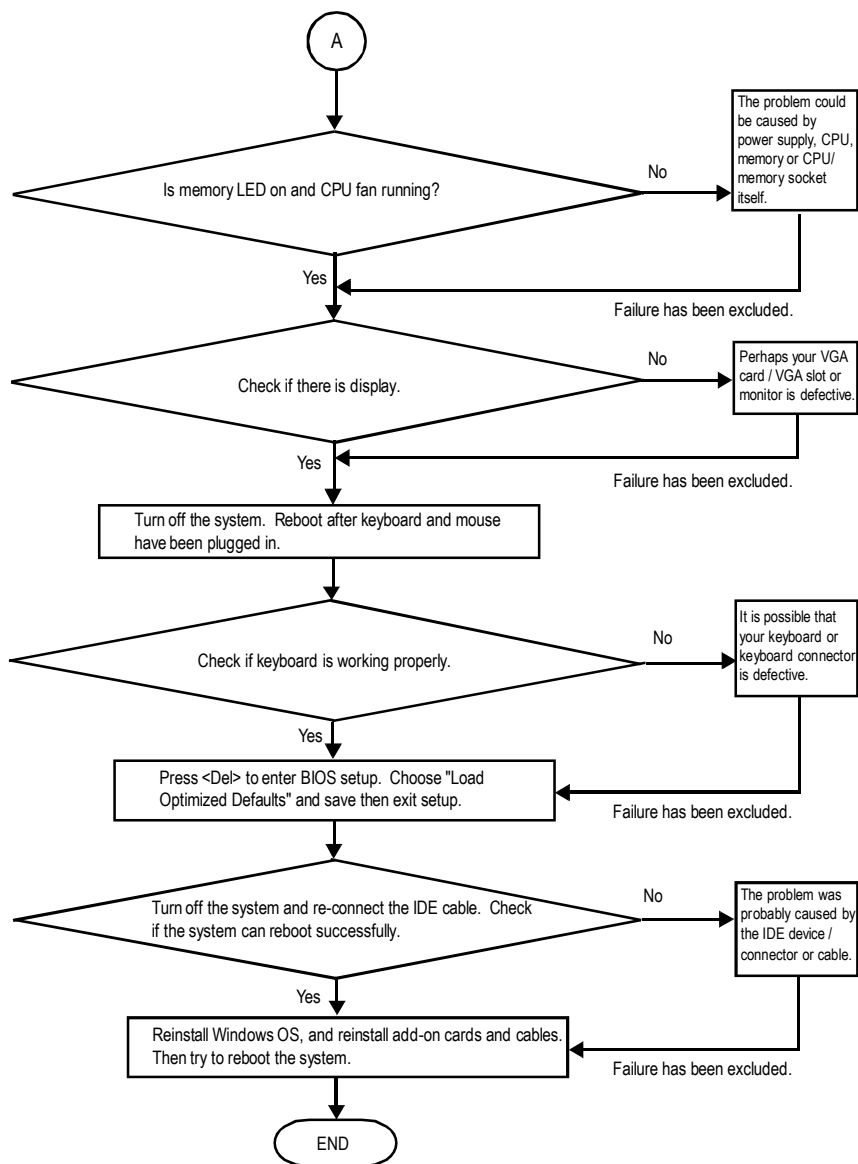 A
Is memory LED on and CPU fan running?
No
The problem could
be caused by
power supply, CPU,
memory or CPU/
memory socket
itself.
Yes
Failure has been excluded.
Check if there is display.
No
Perhaps your VGA
card / VGA slot or
monitor is defective.
Yes
Failure has been excluded.
Turn off the system. Reboot after keyboard and mouse
have been plugged in.
Check if keyboard is working properly.
No
It is possible that
your keyboard or
keyboard connector
is defective.
Yes
Press <Del> to enter BIOS setup. Choose "Load
Optimized Defaults" and save then exit setup.
Failure has been excluded.
Turn off the system and re-connect the IDE cable. Check
if the system can reboot successfully.
No
The problem was
probably caused by
the IDE device /
connector or cable.
Yes
Reinstall Windows OS, and reinstall add-on cards and cables.
Then try to reboot the system.
Failure has been excluded.
END